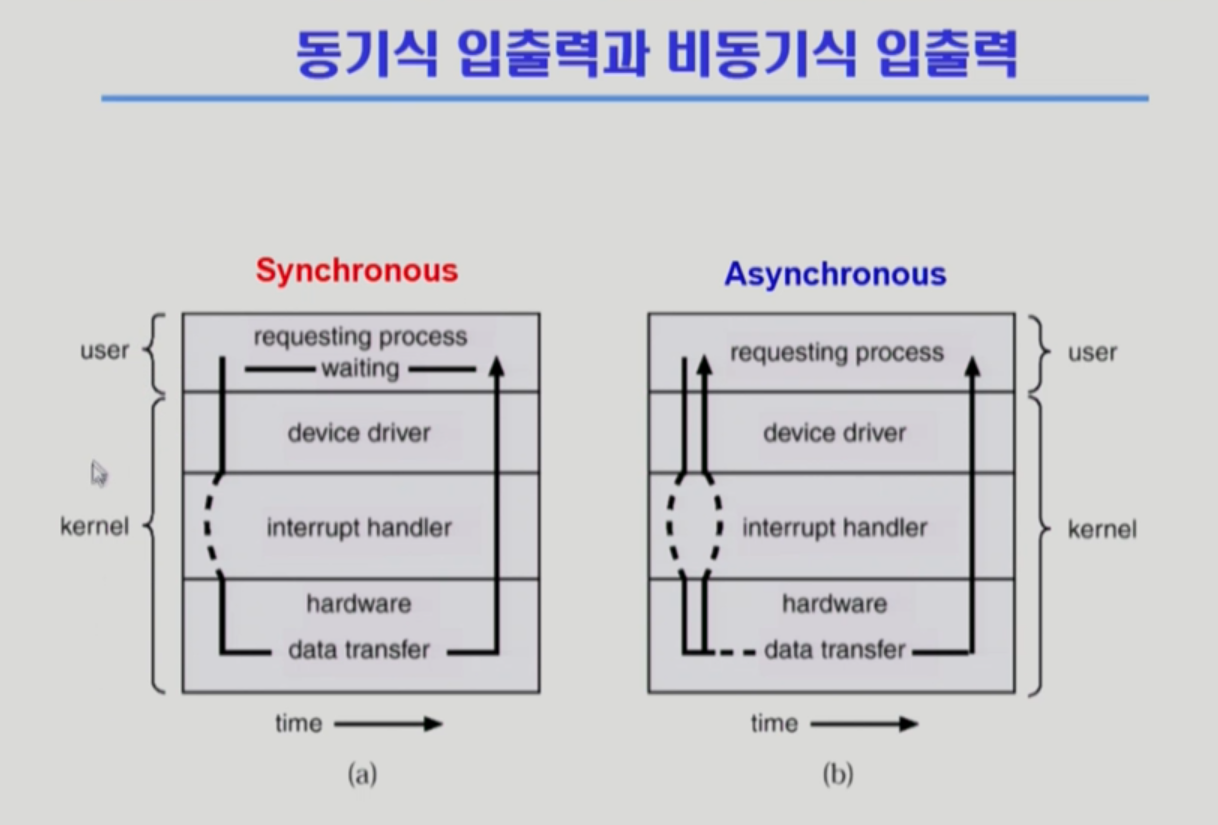 동기식 입출력과 비동기식 입출력
Synchronous
user
kernel
requesting process
waiting
device driver
interrupt handler
hardware
data transfer
time
(a)
Asynchronous
requesting process
device driver
interrupt handler
hardware
data transfer
user
kernel
time
(b)